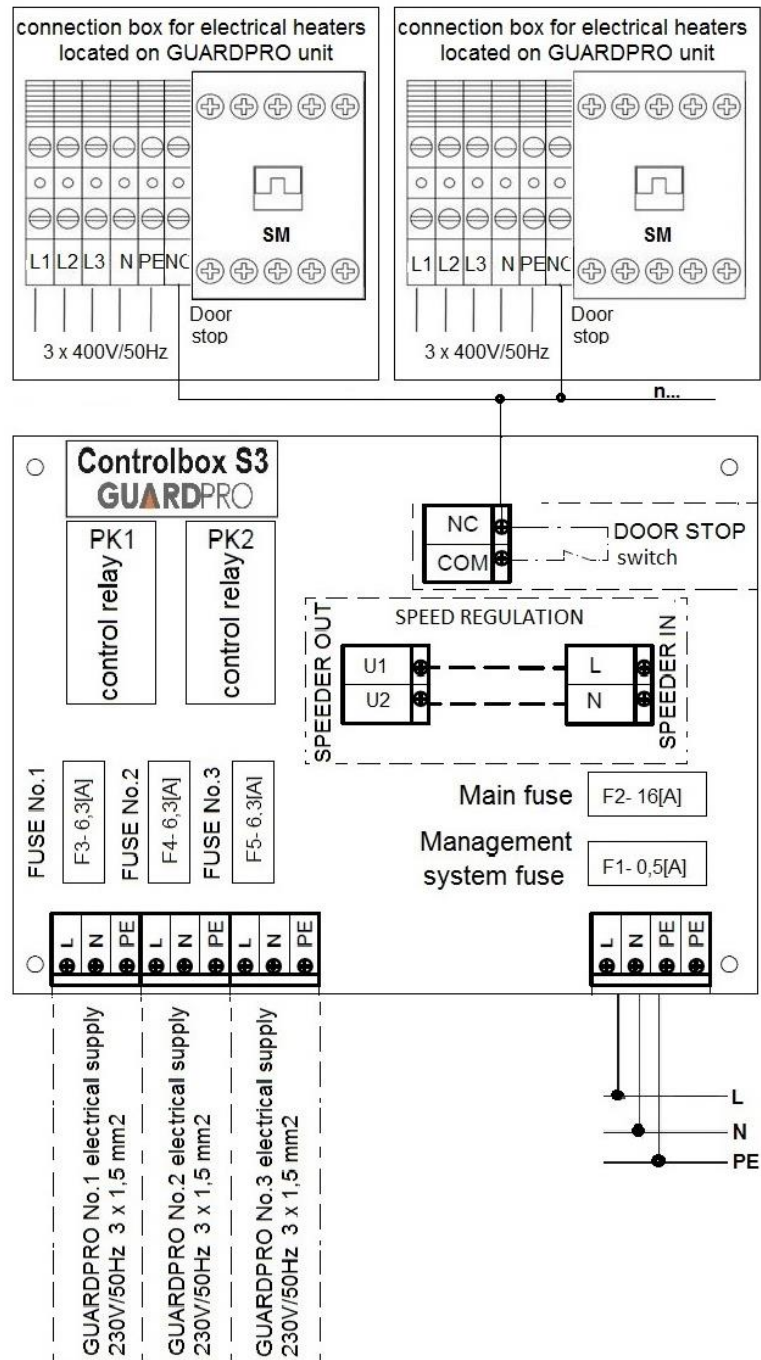 connection box for electrical heaters
located on GUARDPRO unit
SM
L1 L2 L3 N PE NC
Door
stop
3 x 400V/50Hz
connection box for electrical heaters
located on GUARDPRO unit
SM
L1 L2 L3 N PE NC
Door
stop
3 x 400V/50Hz
n...
Controlbox S3
GUARDPRO
PK1
control relay
PK2
control relay
NC
COM
DOOR STOP
switch
SPEED REGULATION
SPEEDER OUT
U1
U2
L
N
SPEEDER IN
FUSE No.1
F3- 6,3[A]
FUSE No.2
F4- 6,3[A]
FUSE No.3
F5- 6.3[A]
Main fuse
F2- 16[A]
Management
system fuse
F1- 0,5[A]
L N PE L N PE L N PE
L N PE PE
GUARDPRO No.1 electrical supply
230V/50Hz 3 x 1,5 mm2
GUARDPRO No.2 electrical supply
230V/50Hz 3 x 1,5 mm2
GUARDPRO No.3 electrical supply
230V/50Hz 3 x 1,5 mm2
L
N
PE